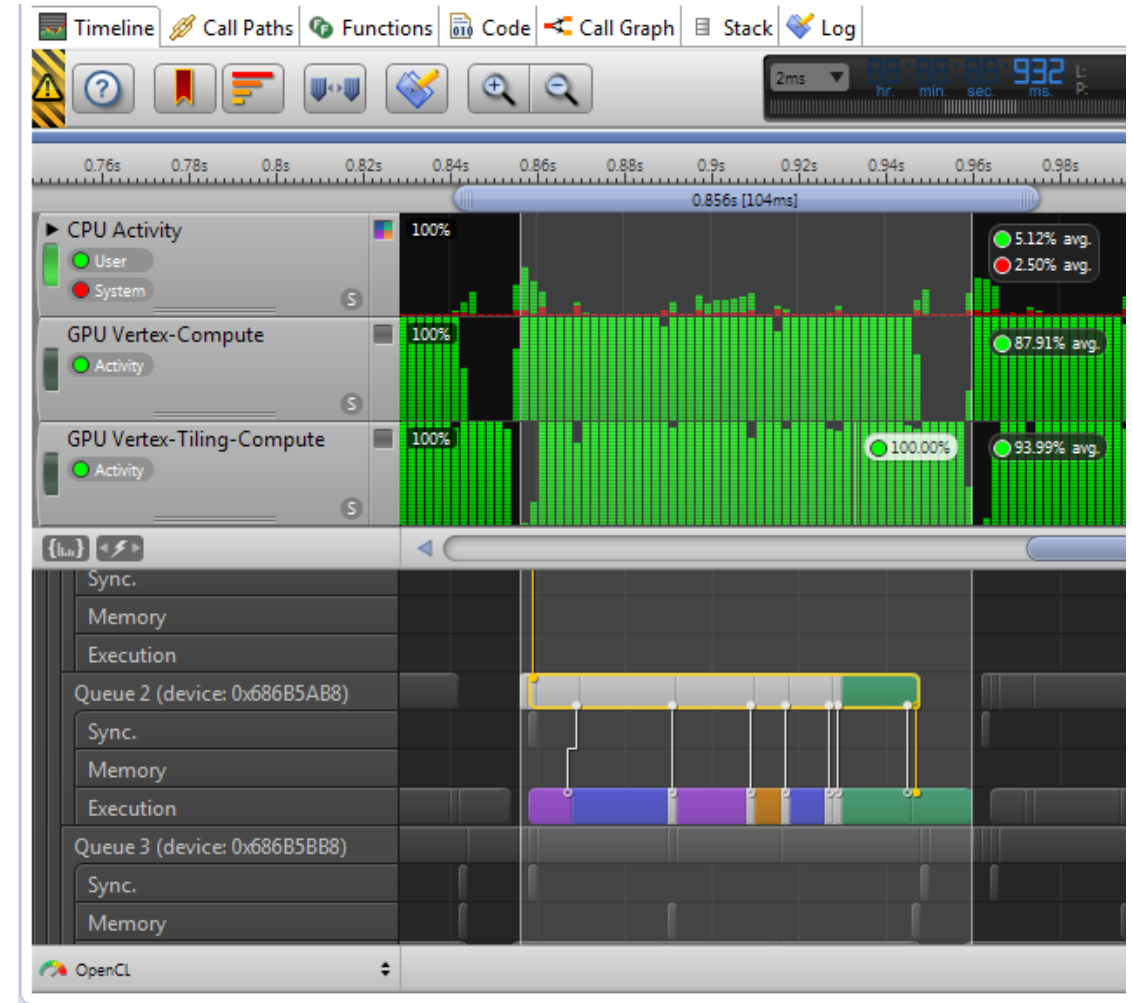 Timeline Call Paths Functions Code Call Graph Stack Log
2ms 932 L:
hr. min. sec. ms. P:
0.76s 0.78s 0.8s 0.82s 0.84s 0.86s 0.88s 0.9s 0.92s 0.94s 0.96s 0.98s
0.856s [104ms]
CPU Activity 100% 5.12% avg.
User 2.50% avg.
System S
GPU Vertex-Compute 100% 87.91% avg.
Activity
S
GPU Vertex-Tiling-Compute 100% 100.00% 93.99% avg.
Activity
S
Sync.
Memory
Execution
Queue 2 (device: 0x686B5AB8)
Sync.
Memory
Execution
Queue 3 (device: 0x686B5BB8)
Sync.
Memory
OpenCL